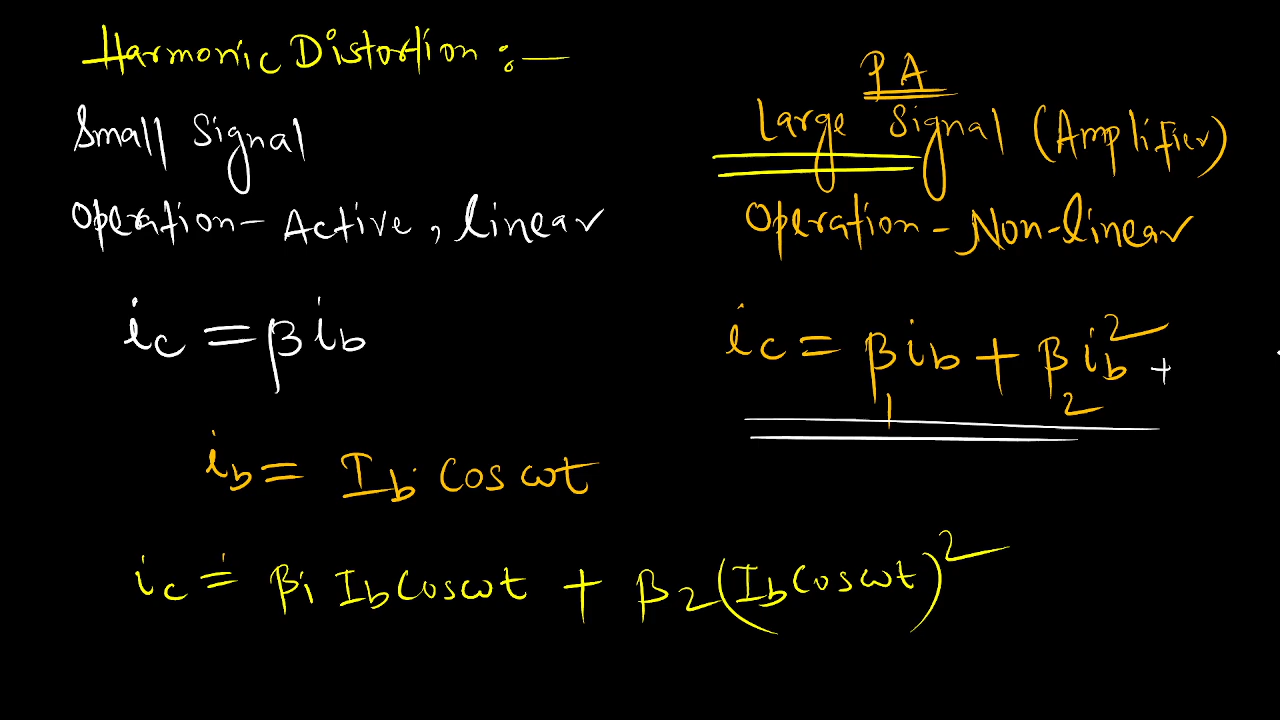 Harmonic Distortion :—
Small Signal
Operation - Active, linear
ic = βib
PA
Large Signal (Amplifier)
Operation - Non-linear
ic = β₁ib + β₂ib² +
ib = Ib Cos ωt
ic = β₁ Ib Cos ωt + β₂(Ib Cos ωt)²